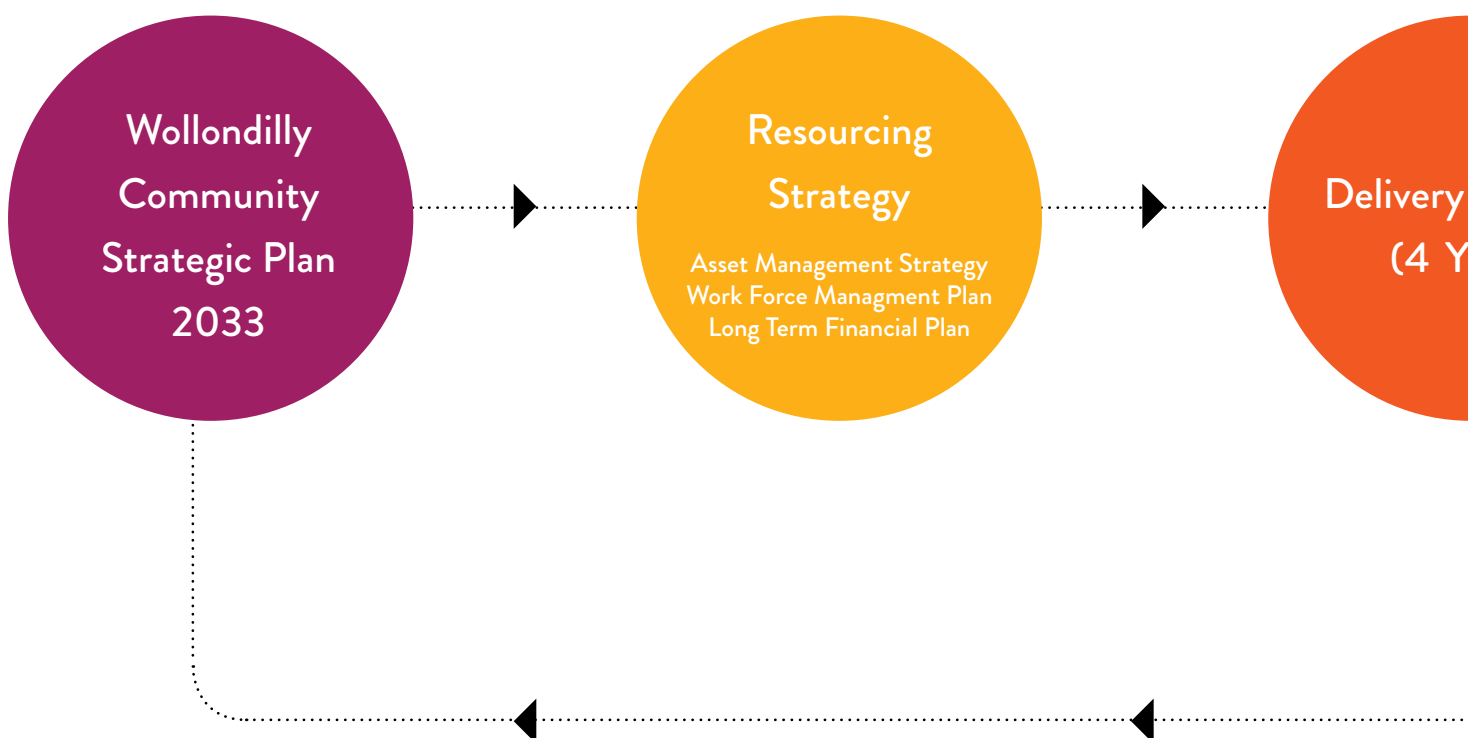 Wollondilly
Community
Strategic Plan
2033
Resourcing
Strategy
Asset Management Strategy
Work Force Managment Plan
Long Term Financial Plan
Delivery
(4 Y